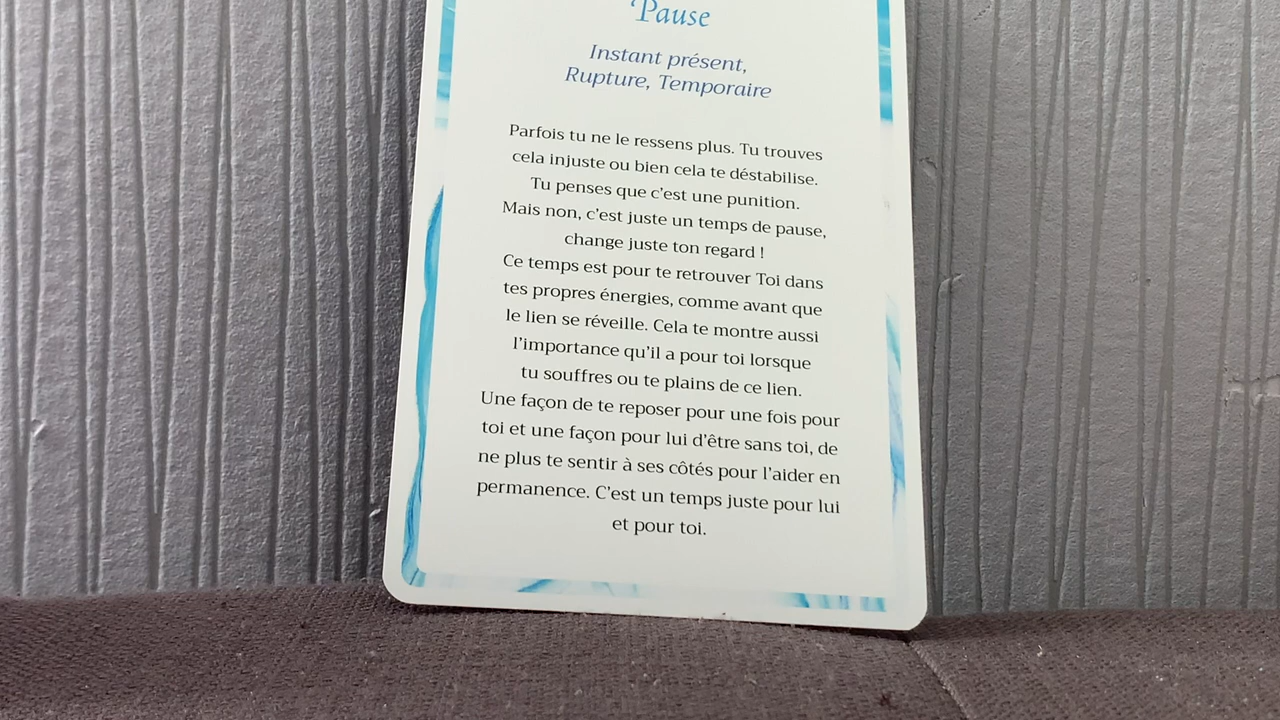 Pause
Instant présent,
Rupture, Temporaire
Parfois tu ne le ressens plus. Tu trouves
cela injuste ou bien cela te déstabilise.
Tu penses que c'est une punition.
Mais non, c'est juste un temps de pause,
change juste ton regard !
Ce temps est pour te retrouver Toi dans
tes propres énergies, comme avant que
le lien se réveille. Cela te montre aussi
l'importance qu'il a pour toi lorsque
tu souffres ou te plains de ce lien.
Une façon de te reposer pour une fois pour
toi et une façon pour lui d'être sans toi, de
ne plus te sentir à ses côtés pour l'aider en
permanence. C'est un temps juste pour lui
et pour toi.